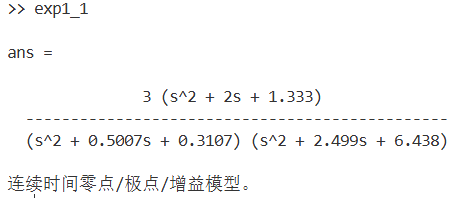 >> exp1_1
ans =
3 (s^2 + 2s + 1.333)
-----------------------------------------------
(s^2 + 0.5007s + 0.3107) (s^2 + 2.499s + 6.438)
连续时间零点/极点/增益模型。